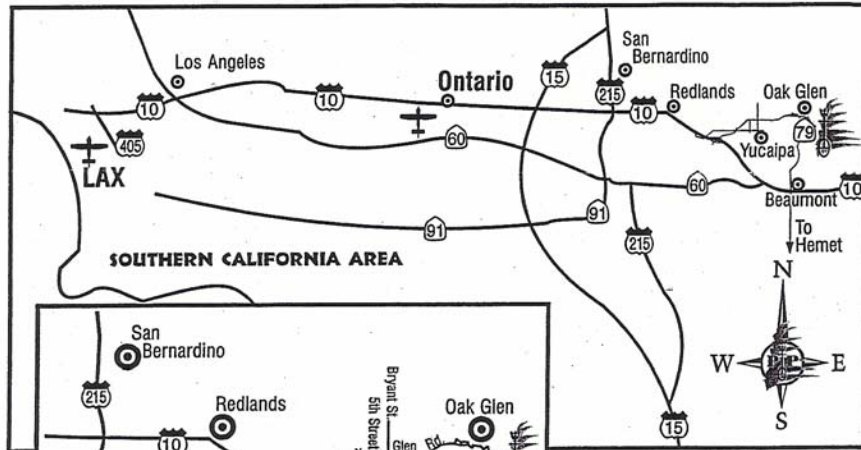 Los Angeles
10
405
LAX
10
Ontario
60
15
San
Bernardino
215
Redlands
10
Oak Glen
79
Yucaipa
60
Beaumont
10
To
Hemet
91
91
215
SOUTHERN CALIFORNIA AREA
15
N
W
E
S
San
Bernardino
215
Redlands
10
Bryant St.
5th Street
Oak Glen
Glen
Rd.